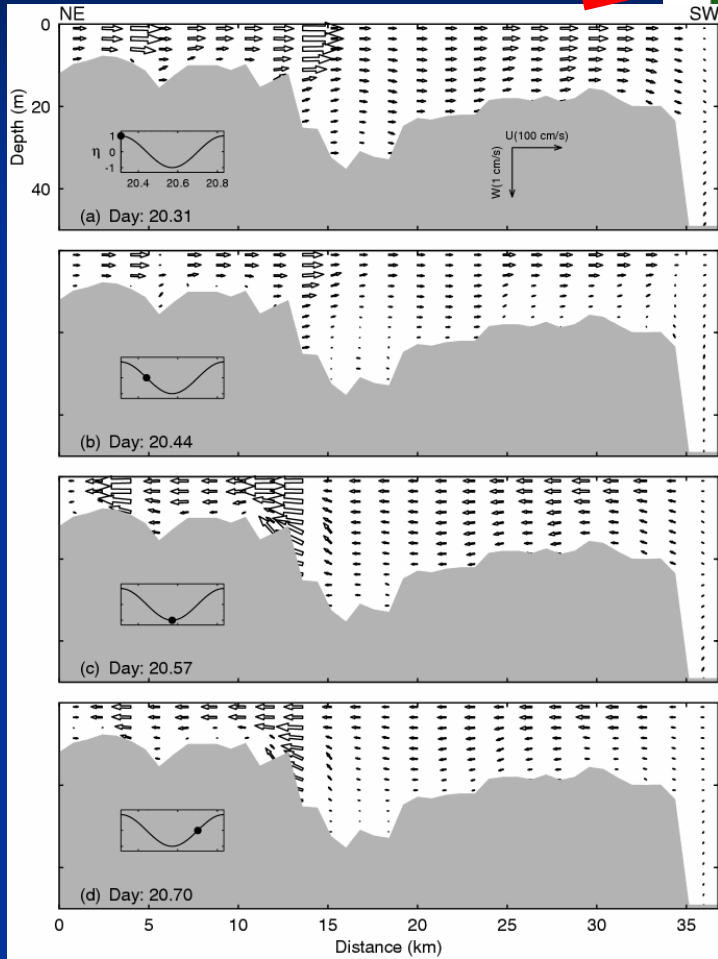 NE SW
0
20
40
Depth (m)
η
1
0
-1
20.4 20.6 20.8
U(100 cm/s)
W(1 cm/s)
(a) Day: 20.31
(b) Day: 20.44
(c) Day: 20.57
(d) Day: 20.70
0 5 10 15 20 25 30 35
Distance (km)